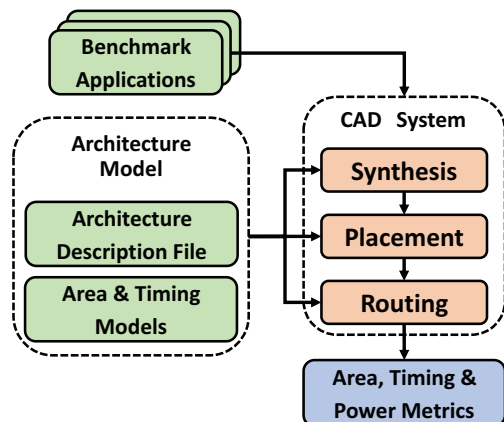 Benchmark
Applications
Architecture
Model
Architecture
Description File
Area & Timing
Models
CAD System
Synthesis
Placement
Routing
Area, Timing &
Power Metrics